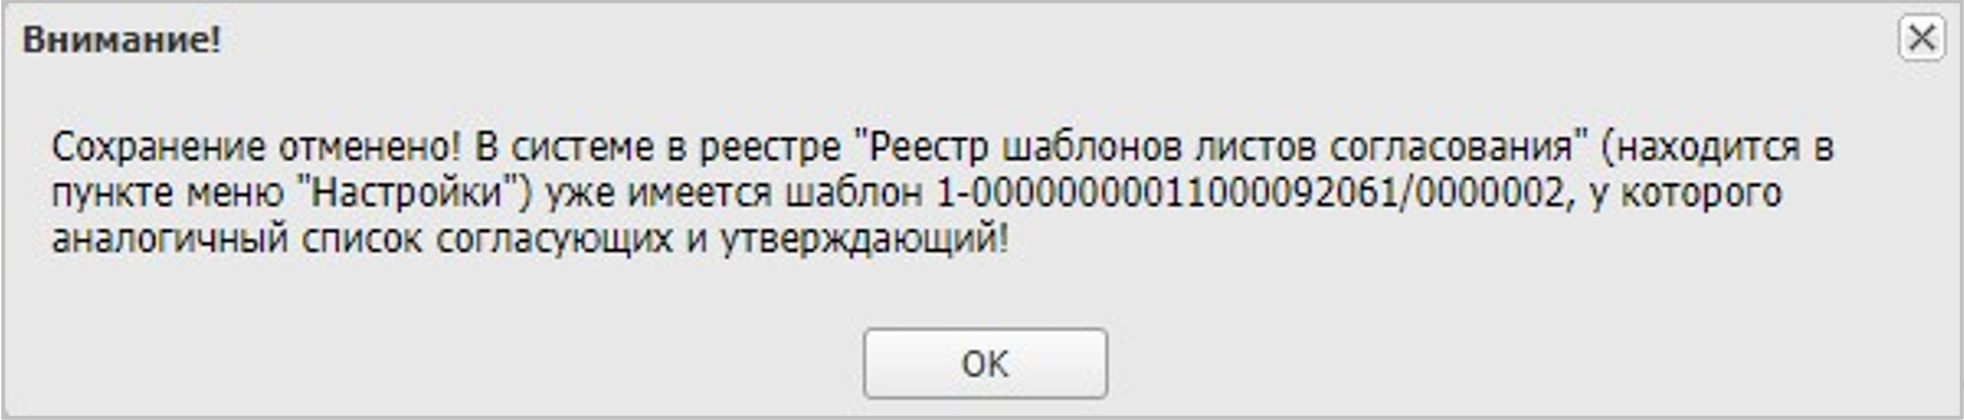 Внимание!
Сохранение отменено! В системе в реестре "Реестр шаблонов листов согласования" (находится в
пункте меню "Настройки") уже имеется шаблон 1-00000000011000092061/0000002, у которого
аналогичный список согласующих и утверждающий!
OK